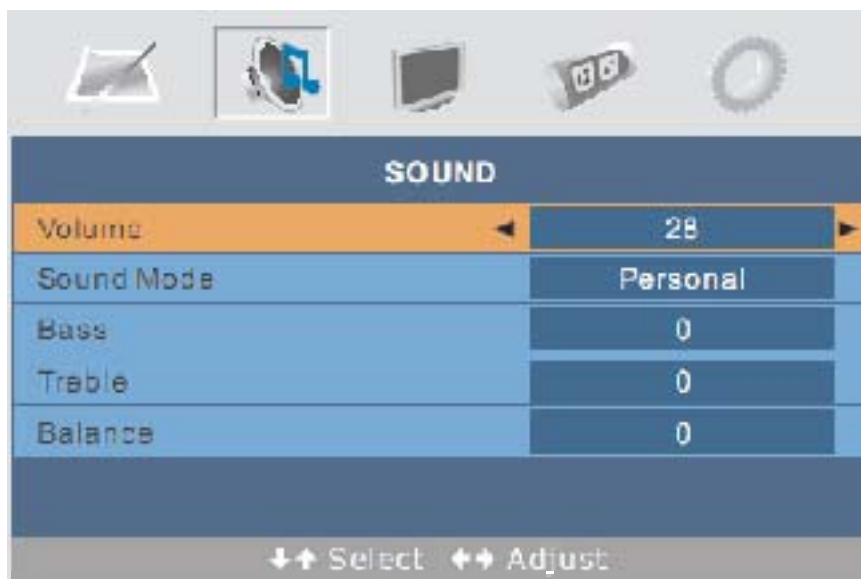 SOUND
Volume 28
Sound Mode Personal
Bass 0
Treble 0
Balance 0
Select Adjust